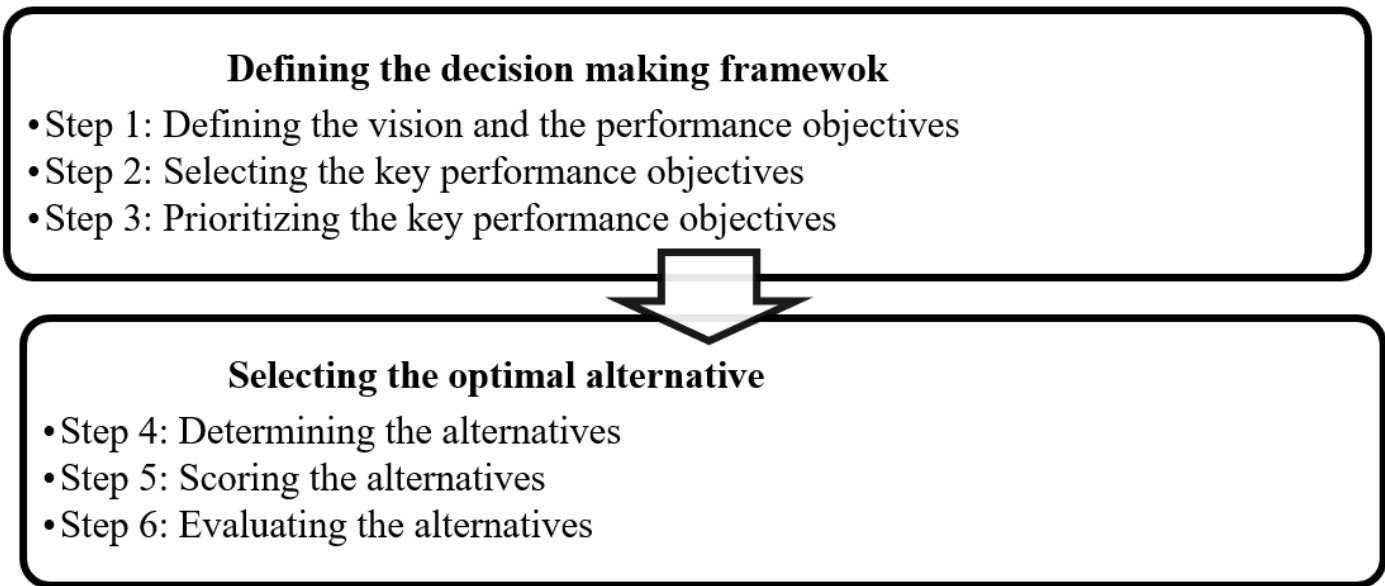 Defining the decision making framewok
•Step 1: Defining the vision and the performance objectives
•Step 2: Selecting the key performance objectives
•Step 3: Prioritizing the key performance objectives
Selecting the optimal alternative
•Step 4: Determining the alternatives
•Step 5: Scoring the alternatives
•Step 6: Evaluating the alternatives